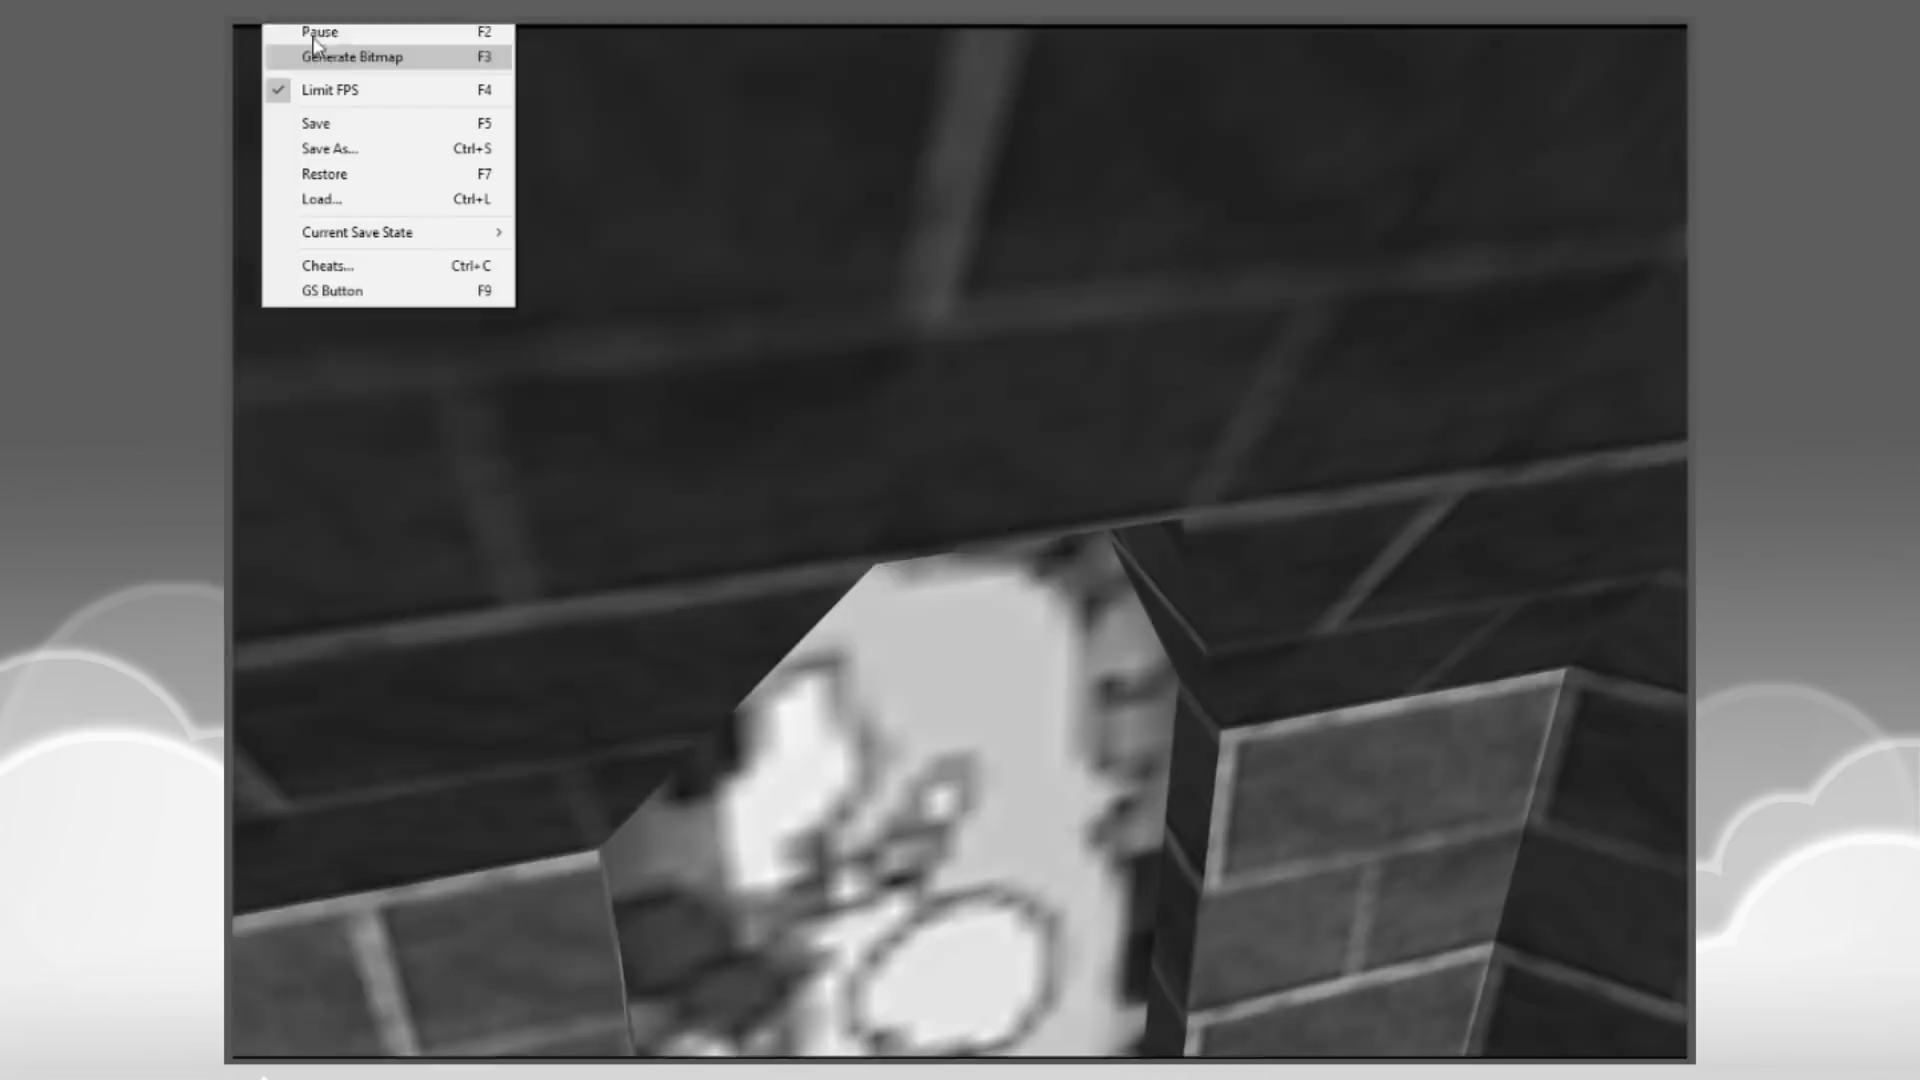 Pause F2
Generate Bitmap F3
Limit FPS F4
Save F5
Save As... Ctrl+S
Restore F7
Load... Ctrl+L
Current Save State
Cheats... Ctrl+C
GS Button F9